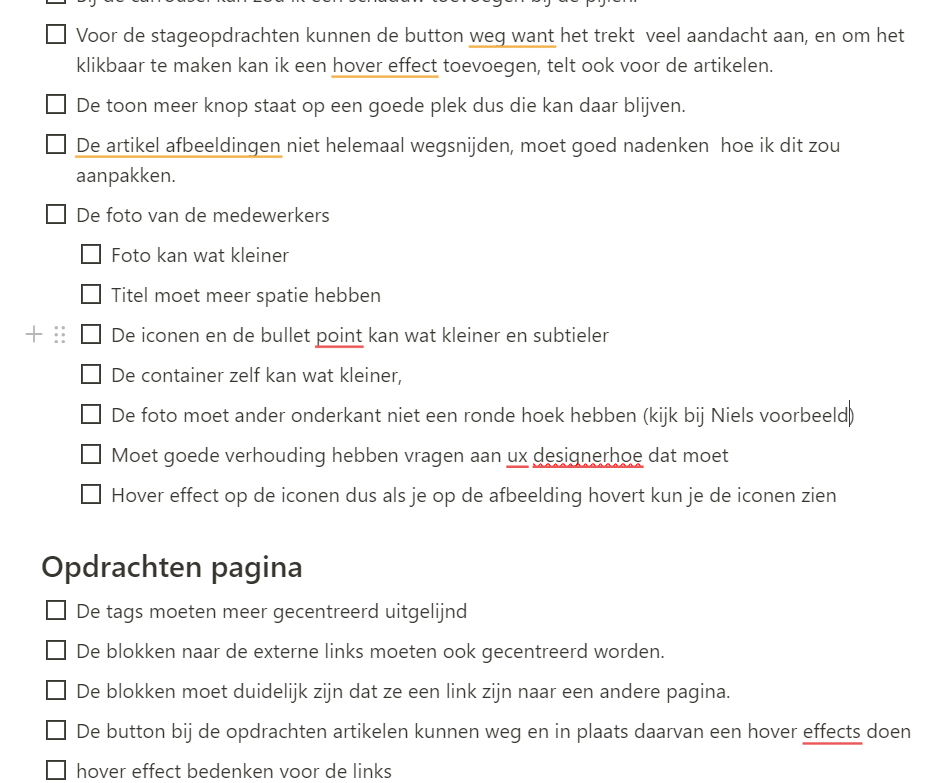 Bij de carrousel kan zou ik een schaduw toevoegen bij de pijlen.
Voor de stageopdrachten kunnen de button weg want het trekt  veel aandacht aan, en om het
klikbaar te maken kan ik een hover effect toevoegen, telt ook voor de artikelen.
De toon meer knop staat op een goede plek dus die kan daar blijven.
De artikel afbeeldingen niet helemaal wegsnijden, moet goed nadenken  hoe ik dit zou
aanpakken.
De foto van de medewerkers
Foto kan wat kleiner
Titel moet meer spatie hebben
De iconen en de bullet point kan wat kleiner en subtieler
De container zelf kan wat kleiner,
De foto moet ander onderkant niet een ronde hoek hebben (kijk bij Niels voorbeeld)
Moet goede verhouding hebben vragen aan ux designerhoe dat moet
Hover effect op de iconen dus als je op de afbeelding hovert kun je de iconen zien
Opdrachten pagina
De tags moeten meer gecentreerd uitgelijnd
De blokken naar de externe links moeten ook gecentreerd worden.
De blokken moet duidelijk zijn dat ze een link zijn naar een andere pagina.
De button bij de opdrachten artikelen kunnen weg en in plaats daarvan een hover effects doen
hover effect bedenken voor de links